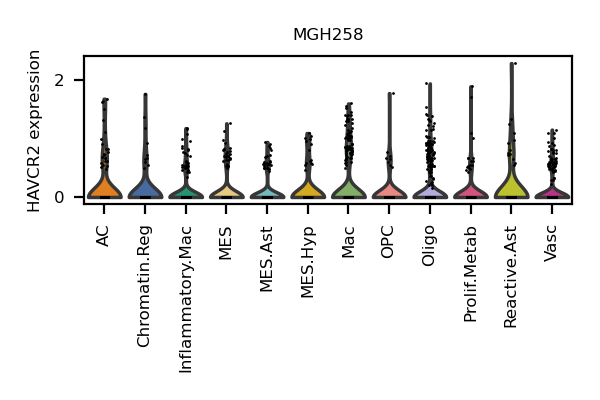 MGH258
HAVCR2 expression
2
0
AC
Chromatin.Reg
Inflammatory.Mac
MES
MES.Ast
MES.Hyp
Mac
OPC
Oligo
Prolif.Metab
Reactive.Ast
Vasc